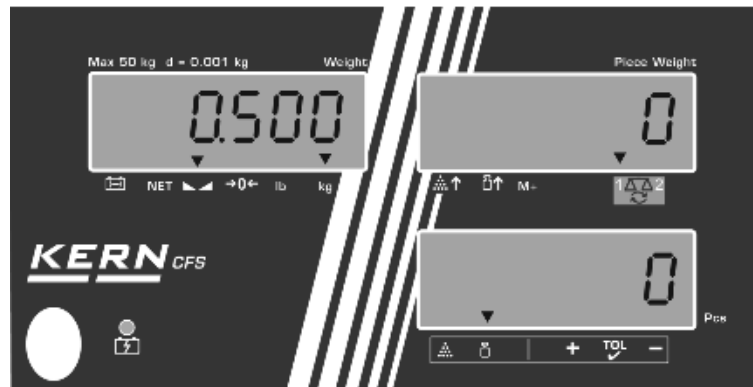 Max 50 kg d = 0.001 kg Weight
Piece Weight
0.500
0
NET →0← lb kg
M+
1 2
KERN CFS
0
Pcs
+ TOL −